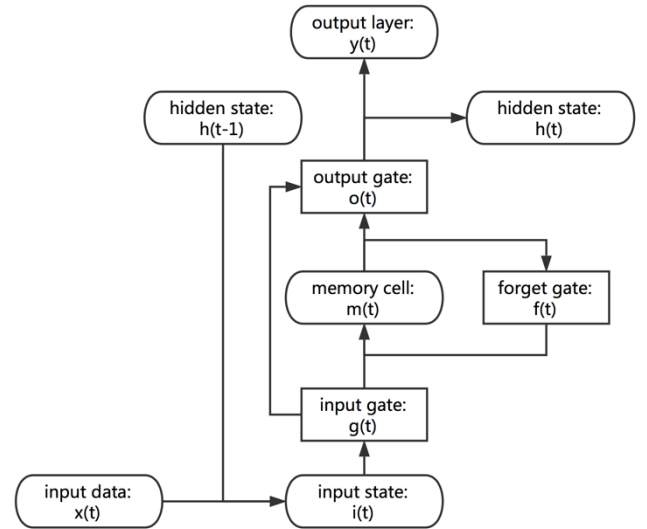 output layer:
y(t)
hidden state:
h(t-1)
hidden state:
h(t)
output gate:
o(t)
memory cell:
m(t)
forget gate:
f(t)
input gate:
g(t)
input data:
x(t)
input state:
i(t)